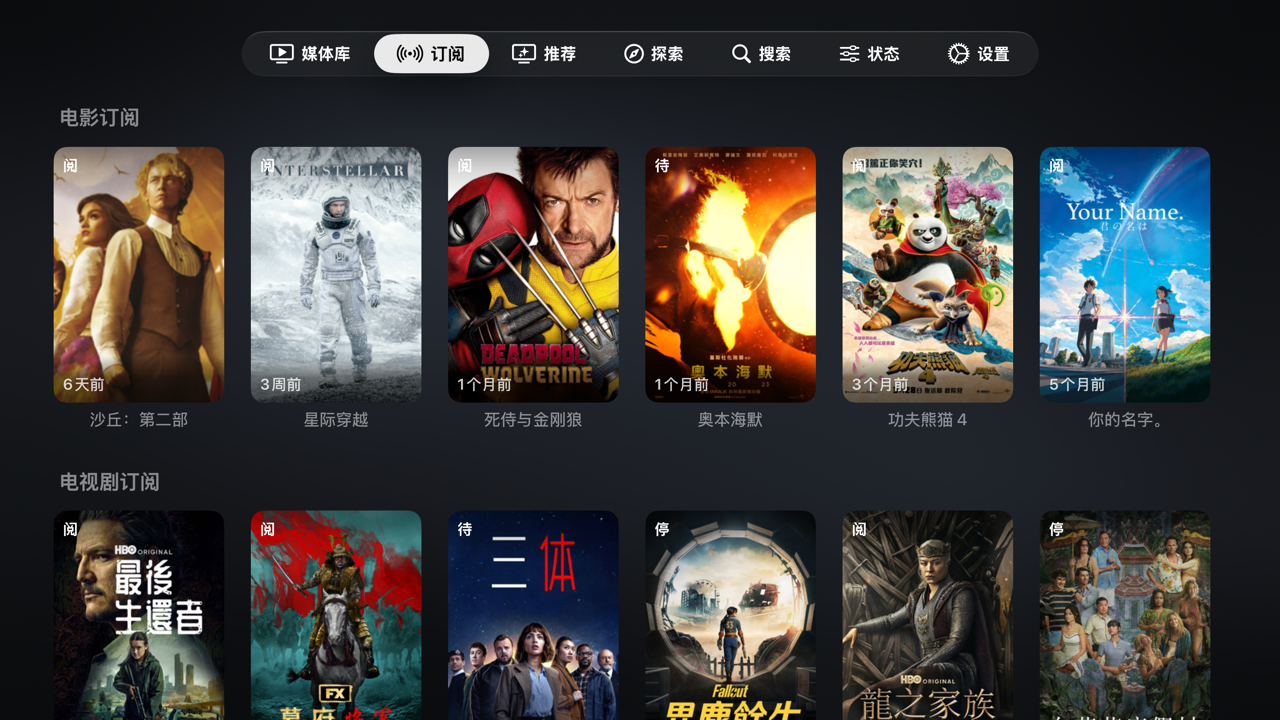 媒体库 订阅 推荐 探索 搜索 状态 设置
电影订阅
阅 阅 阅 待 阅 阅
INTERSTELLAR
Your Name.
君の名は
DEADPOOL
WOLVERINE
奥本海默
20 23
功夫熊猫
4
6天前 3周前 1个月前 1个月前 3个月前 5个月前
沙丘：第二部 星际穿越 死侍与金刚狼 奥本海默 功夫熊猫 4 你的名字。
电视剧订阅
阅 阅 待 停 阅 停
HBO ORIGINAL
最後
生還者
FX
三体
Fallout
HBO ORIGINAL
龍之家族